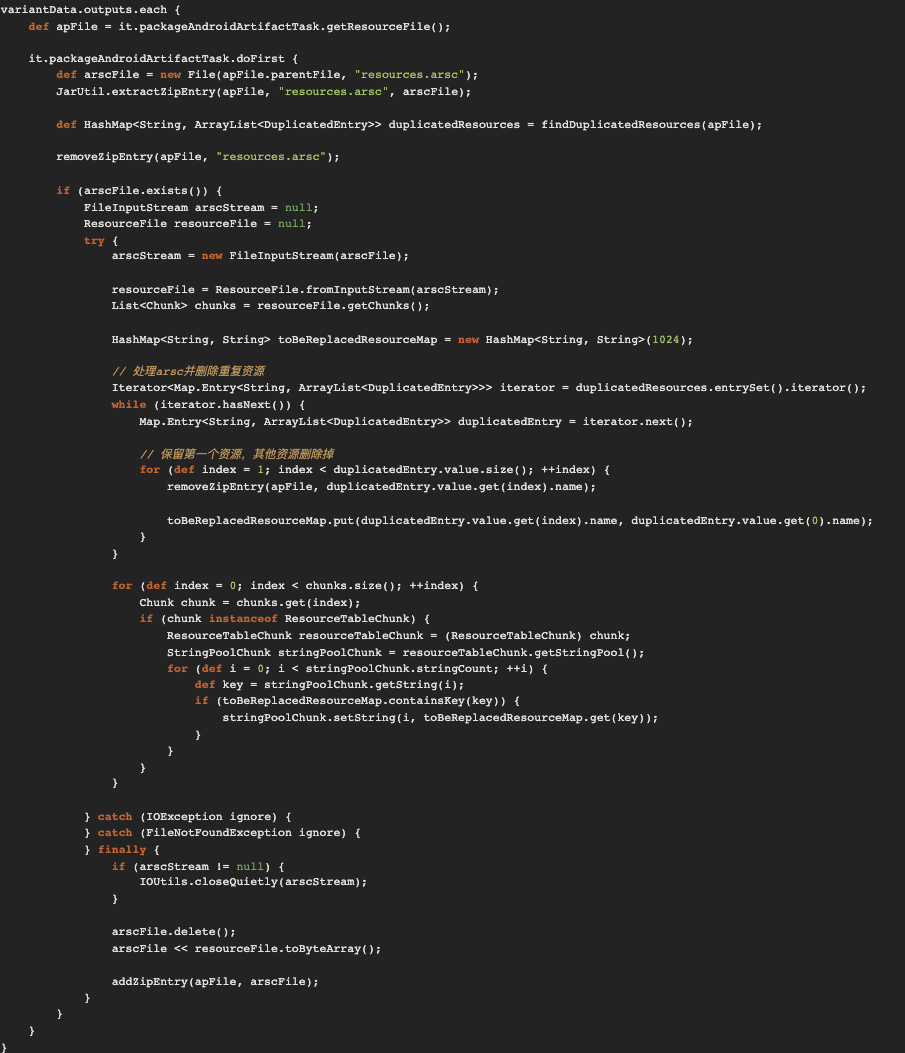 variantData.outputs.each {
    def apFile = it.packageAndroidArtifactTask.getResourceFile();

    it.packageAndroidArtifactTask.doFirst {
        def arscFile = new File(apFile.parentFile, "resources.arsc");
        JarUtil.extractZipEntry(apFile, "resources.arsc", arscFile);

        def HashMap<String, ArrayList<DuplicatedEntry>> duplicatedResources = findDuplicatedResources(apFile);

        removeZipEntry(apFile, "resources.arsc");

        if (arscFile.exists()) {
            FileInputStream arscStream = null;
            ResourceFile resourceFile = null;
            try {
                arscStream = new FileInputStream(arscFile);

                resourceFile = ResourceFile.fromInputStream(arscStream);
                List<Chunk> chunks = resourceFile.getChunks();

                HashMap<String, String> toBeReplacedResourceMap = new HashMap<String, String>(1024);

                // 处理arsc并删除重复资源
                Iterator<Map.Entry<String, ArrayList<DuplicatedEntry>>> iterator = duplicatedResources.entrySet().iterator();
                while (iterator.hasNext()) {
                    Map.Entry<String, ArrayList<DuplicatedEntry>> duplicatedEntry = iterator.next();

                    // 保留第一个资源，其他资源删除掉
                    for (def index = 1; index < duplicatedEntry.value.size(); ++index) {
                        removeZipEntry(apFile, duplicatedEntry.value.get(index).name);

                        toBeReplacedResourceMap.put(duplicatedEntry.value.get(index).name, duplicatedEntry.value.get(0).name);
                    }
                }

                for (def index = 0; index < chunks.size(); ++index) {
                    Chunk chunk = chunks.get(index);
                    if (chunk instanceof ResourceTableChunk) {
                        ResourceTableChunk resourceTableChunk = (ResourceTableChunk) chunk;
                        StringPoolChunk stringPoolChunk = resourceTableChunk.getStringPool();
                        for (def i = 0; i < stringPoolChunk.stringCount; ++i) {
                            def key = stringPoolChunk.getString(i);
                            if (toBeReplacedResourceMap.containsKey(key)) {
                                stringPoolChunk.setString(i, toBeReplacedResourceMap.get(key));
                            }
                        }
                    }
                }

            } catch (IOException ignore) {
            } catch (FileNotFoundException ignore) {
            } finally {
                if (arscStream != null) {
                    IOUtils.closeQuietly(arscStream);
                }

                arscFile.delete();
                arscFile << resourceFile.toByteArray();

                addZipEntry(apFile, arscFile);
            }
        }
    }
}